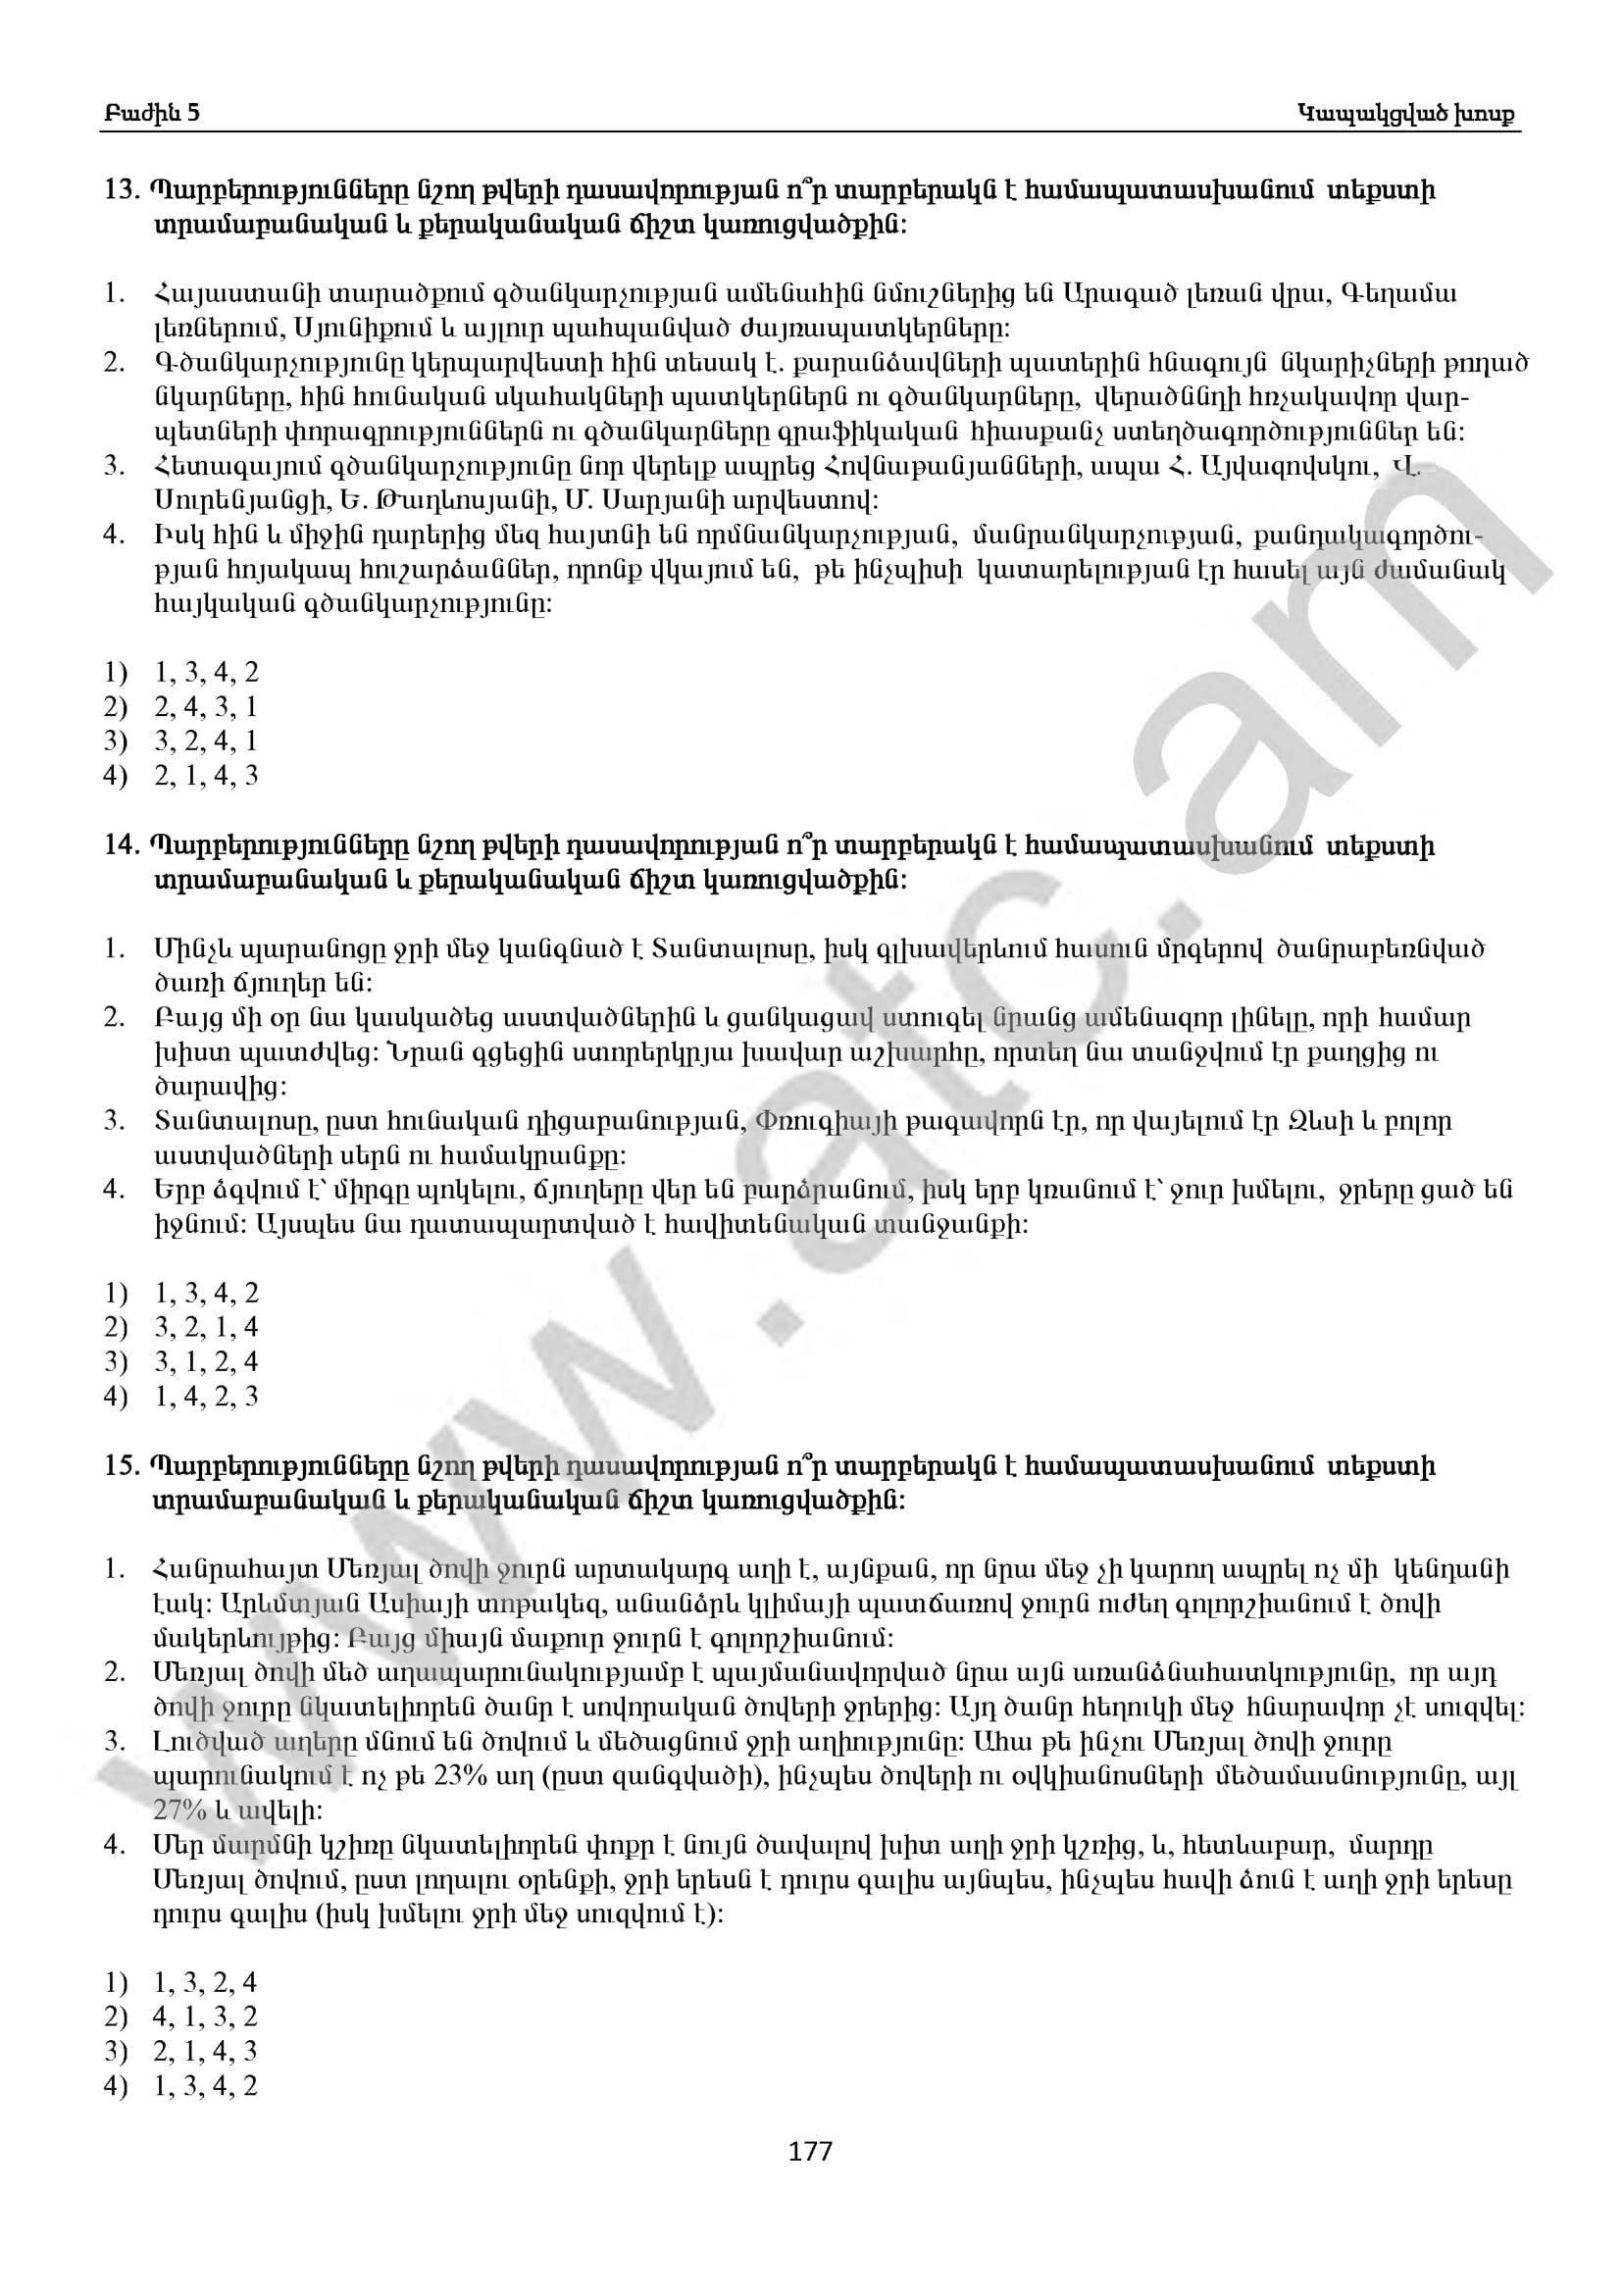 Բաժին 5 Կապակցված խոսք
13. Պարբերությունները նշող թվերի դասավորության ո՞ր տարբերակն է համապատասխանում տեքստի
տրամաբանական և քերականական ճիշտ կառուցվածքին:
1. Հայաստանի տարածքում գծանկարչության ամենահին նմուշներից են Արագած լեռան վրա, Գեղամա
լեռներում, Սյունիքում և այլուր պահպանված ժայռապատկերները:
2. Գծանկարչությունը կերպարվեստի հին տեսակ է. քարանձավների պատերին հնագույն նկարիչների թողած
նկարները, հին հունական սկահակների պատկերներն ու գծանկարները, վերածննդի հռչակավոր վար-
պետների փորագրություններն ու գծանկարները գրաֆիկական հիասքանչ ստեղծագործություններ են:
3. Հետագայում գծանկարչությունը նոր վերելք ապրեց Հովնաթանյանների, ապա Հ. Այվազովսկու, Վ.
Սուրենյանցի, Ե. Թադևոսյանի, Մ. Սարյանի արվեստով:
4. Իսկ հին և միջին դարերից մեզ հայտնի են որմնանկարչության, մանրանկարչության, քանդակագործու-
թյան հոյակապ հուշարձաններ, որոնք վկայում են, թե ինչպիսի կատարելության էր հասել այն ժամանակ
հայկական գծանկարչությունը:
1) 1, 3, 4, 2
2) 2, 4, 3, 1
3) 3, 2, 4, 1
4) 2, 1, 4, 3
14. Պարբերությունները նշող թվերի դասավորության ո՞ր տարբերակն է համապատասխանում տեքստի
տրամաբանական և քերականական ճիշտ կառուցվածքին:
1. Մինչև պարանոցը ջրի մեջ կանգնած է Տանտալոսը, իսկ գլխավերևում հասուն մրգերով ծանրաբեռնված
ծառի ճյուղեր են:
2. Բայց մի օր նա կասկածեց աստվածներին և ցանկացավ ստուգել նրանց ամենազոր լինելը, որի համար
խիստ պատժվեց: Նրան գցեցին ստորերկրյա խավար աշխարհը, որտեղ նա տանջվում էր քաղցից ու
ծարավից:
3. Տանտալոսը, ըստ հունական դիցաբանության, Փռուգիայի թագավորն էր, որ վայելում էր Զևսի և բոլոր
աստվածների սերն ու համակրանքը:
4. Երբ ձգվում է՝ միրգը պոկելու, ճյուղերը վեր են բարձրանում, իսկ երբ կռանում է՝ ջուր խմելու, ջրերը ցած են
իջնում: Այսպես նա դատապարտված է հավիտենական տանջանքի:
1) 1, 3, 4, 2
2) 3, 2, 1, 4
3) 3, 1, 2, 4
4) 1, 4, 2, 3
15. Պարբերությունները նշող թվերի դասավորության ո՞ր տարբերակն է համապատասխանում տեքստի
տրամաբանական և քերականական ճիշտ կառուցվածքին:
1. Հանրահայտ Մեռյալ ծովի ջուրն արտակարգ աղի է, այնքան, որ նրա մեջ չի կարող ապրել ոչ մի կենդանի
էակ: Արևմտյան Ասիայի տոթակեզ, անանձրև կլիմայի պատճառով ջուրն ուժեղ գոլորշիանում է ծովի
մակերևույթից: Բայց միայն մաքուր ջուրն է գոլորշիանում:
2. Մեռյալ ծովի մեծ աղապարունակությամբ է պայմանավորված նրա այն առանձնահատկությունը, որ այդ
ծովի ջուրը նկատելիորեն ծանր է սովորական ծովերի ջրերից: Այդ ծանր հեղուկի մեջ հնարավոր չէ սուզվել:
3. Լուծված աղերը մնում են ծովում և մեծացնում ջրի աղիությունը: Ահա թե ինչու Մեռյալ ծովի ջուրը
պարունակում է ոչ թե 23% աղ (ըստ զանգվածի), ինչպես ծովերի ու օվկիանոսների մեծամասնությունը, այլ
27% և ավելի:
4. Մեր մարմնի կշիռը նկատելիորեն փոքր է նույն ծավալով խիտ աղի ջրի կշռից, և, հետևաբար, մարդը
Մեռյալ ծովում, ըստ լողալու օրենքի, ջրի երեսն է դուրս գալիս այնպես, ինչպես հավի ձուն է աղի ջրի երեսը
դուրս գալիս (իսկ խմելու ջրի մեջ սուզվում է):
1) 1, 3, 2, 4
2) 4, 1, 3, 2
3) 2, 1, 4, 3
4) 1, 3, 4, 2
177
www.atc.am